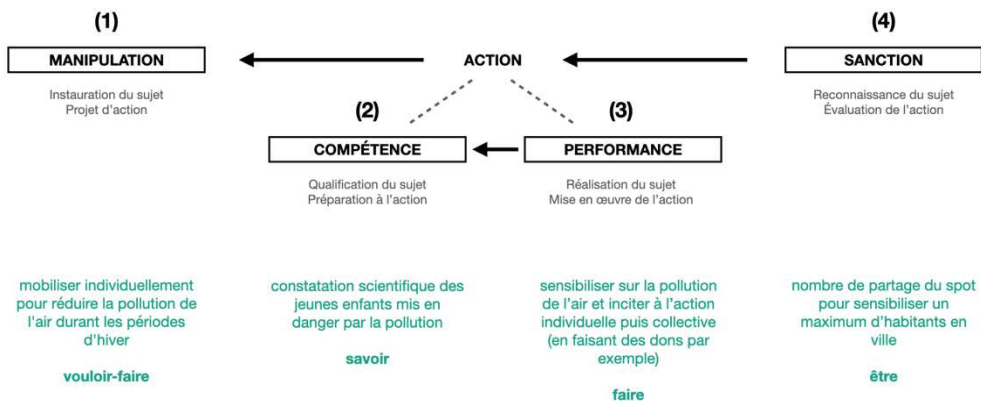 (1)
MANIPULATION
Instauration du sujet
Projet d'action
ACTION
(4)
SANCTION
Reconnaissance du sujet
Évaluation de l'action
(2)
COMPÉTENCE
Qualification du sujet
Préparation à l'action
(3)
PERFORMANCE
Réalisation du sujet
Mise en œuvre de l'action
mobiliser individuellement
pour réduire la pollution de
l'air durant les périodes
d'hiver
vouloir-faire
constatation scientifique des
jeunes enfants mis en
danger par la pollution
savoir
sensibiliser sur la pollution
de l'air et inciter à l'action
individuelle puis collective
(en faisant des dons par
exemple)
faire
nombre de partage du spot
pour sensibiliser un
maximum d'habitants en
ville
être